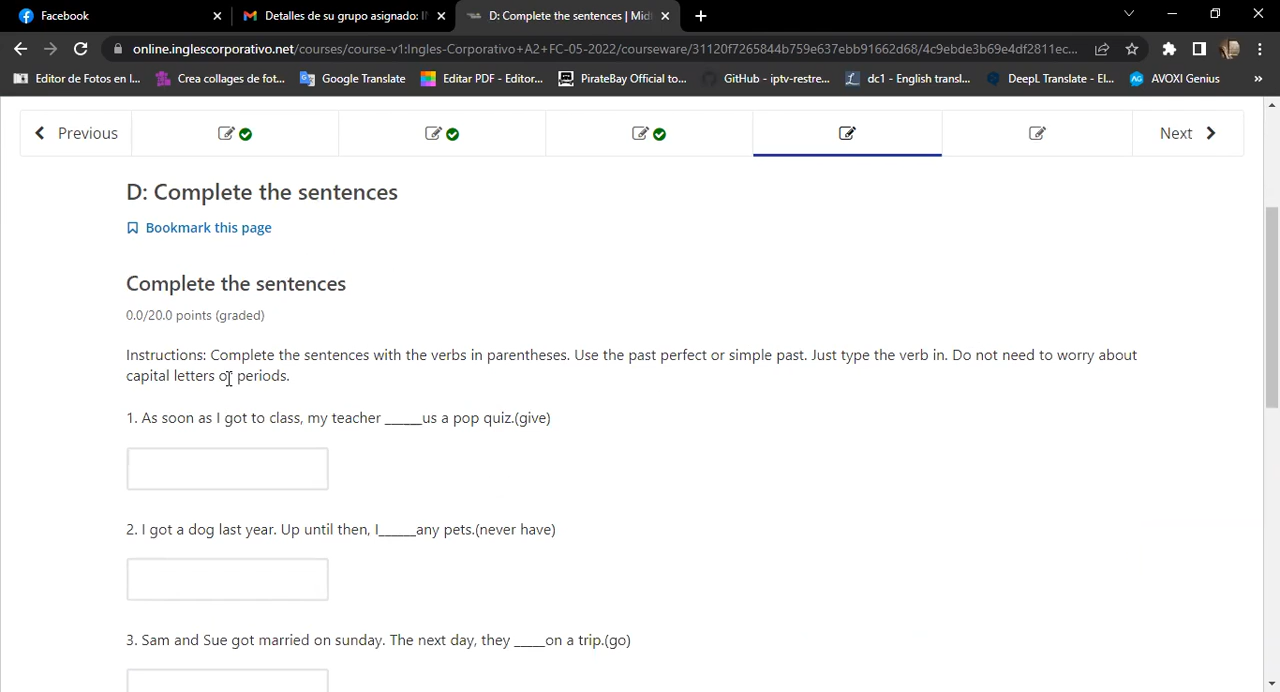 Facebook
Detalles de su grupo asignado: I
D: Complete the sentences | Mid
online.inglescorporativo.net/courses/course-v1:Ingles-Corporativo+A2+FC-05-2022/courseware/31120f7265844b759e637ebb91662d68/4c9ebde3b69e4df2811ec...
Editor de Fotos en l...
Crea collages de fot...
Google Translate
Editar PDF - Editor...
PirateBay Official to...
GitHub - iptv-restre...
dc1 - English transl...
DeepL Translate - El...
AVOXI Genius
»
Previous
Next
D: Complete the sentences
Bookmark this page
Complete the sentences
0.0/20.0 points (graded)
Instructions: Complete the sentences with the verbs in parentheses. Use the past perfect or simple past. Just type the verb in. Do not need to worry about
capital letters or periods.
1. As soon as I got to class, my teacher ______us a pop quiz.(give)
2. I got a dog last year. Up until then, I______any pets.(never have)
3. Sam and Sue got married on sunday. The next day, they _____on a trip.(go)